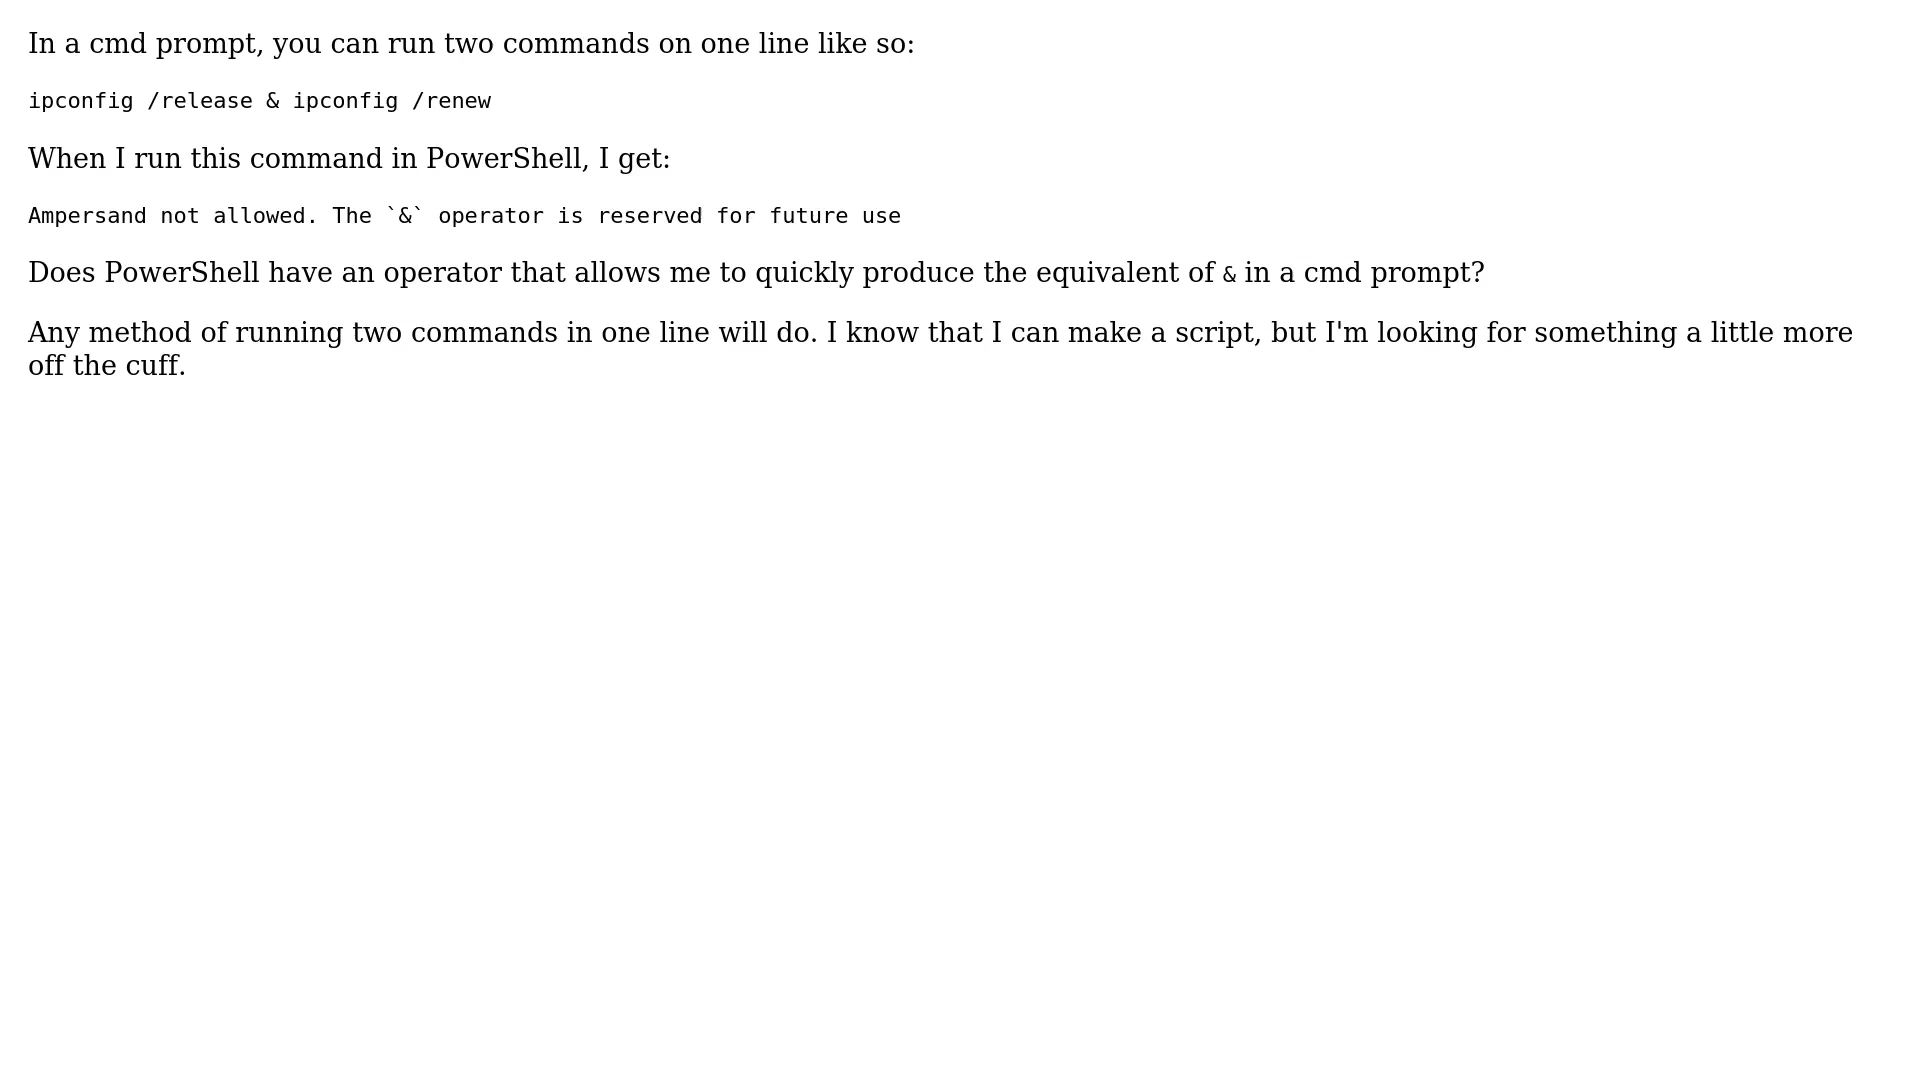 In a cmd prompt, you can run two commands on one line like so:
ipconfig /release & ipconfig /renew
When I run this command in PowerShell, I get:
Ampersand not allowed. The `&` operator is reserved for future use
Does PowerShell have an operator that allows me to quickly produce the equivalent of & in a cmd prompt?
Any method of running two commands in one line will do. I know that I can make a script, but I'm looking for something a little more
off the cuff.